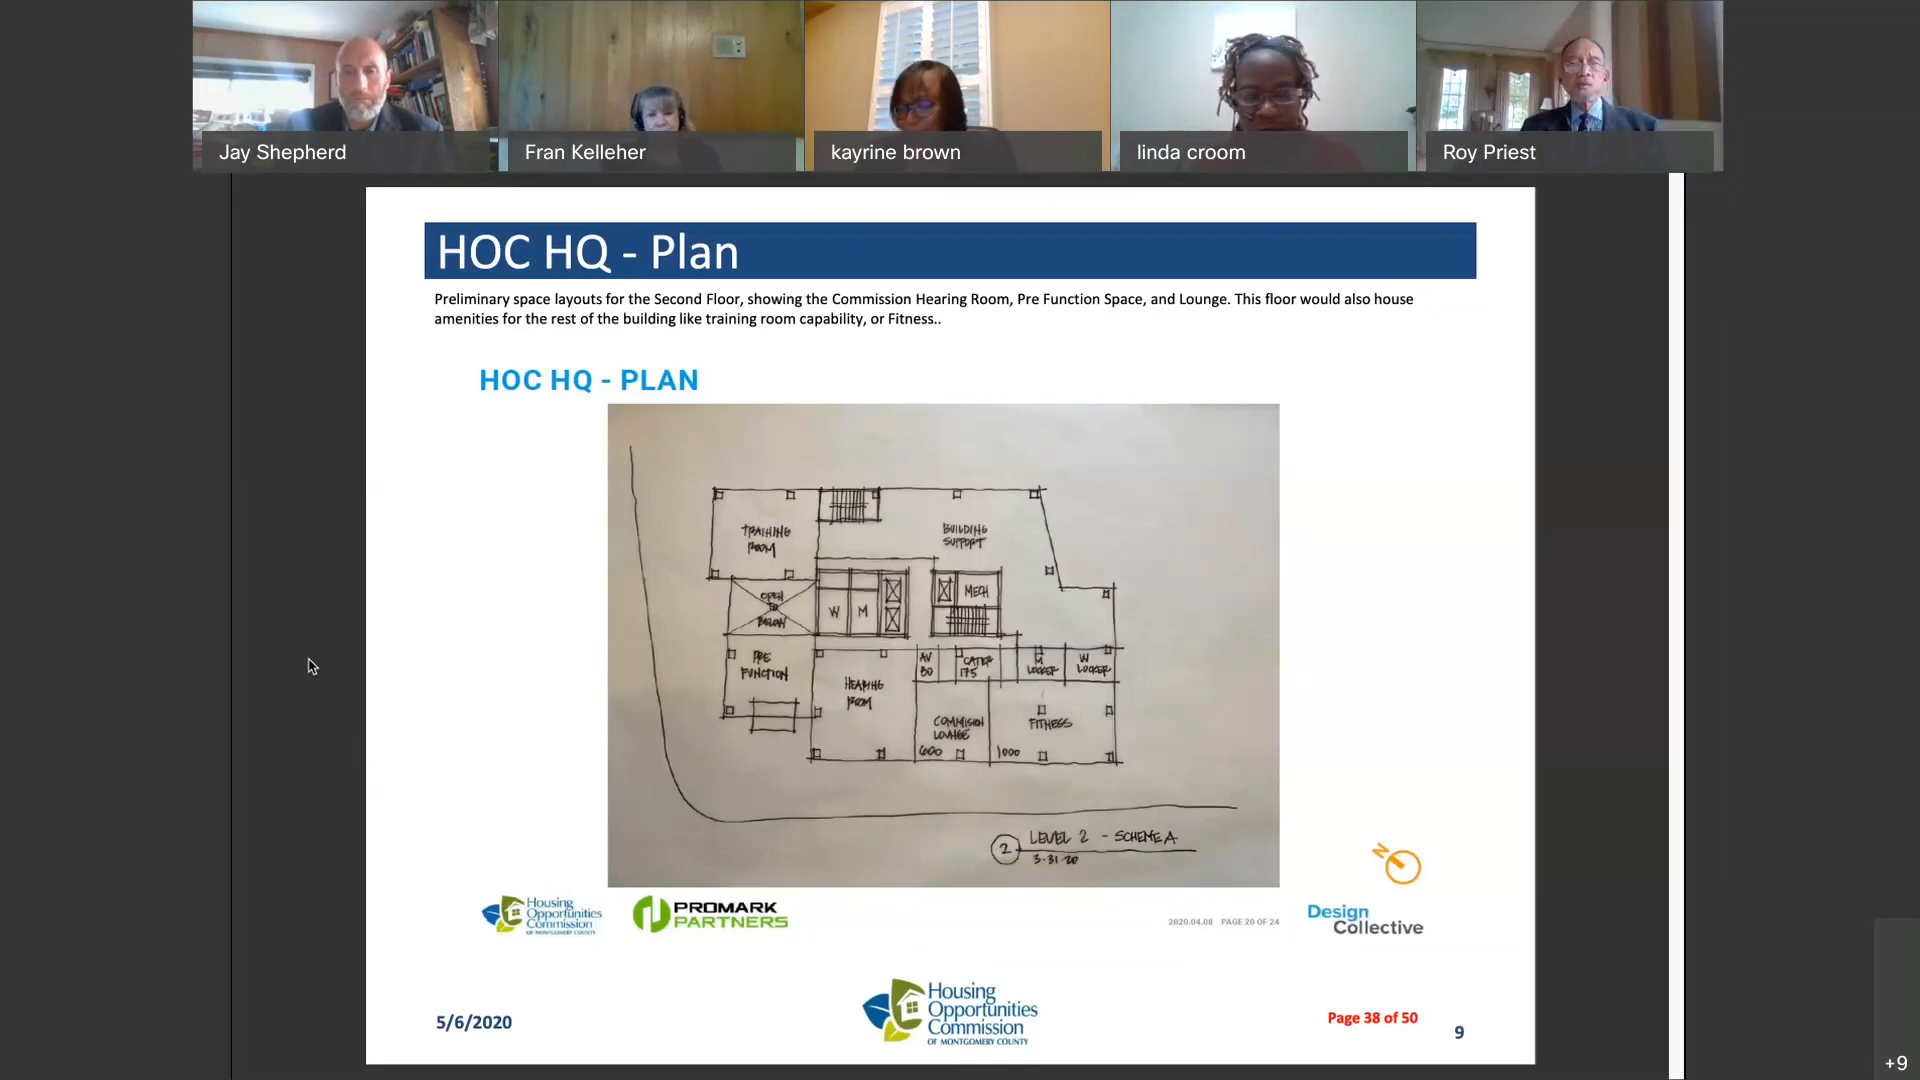 Jay Shepherd
Fran Kelleher
kayrine brown
linda croom
Roy Priest
HOC HQ - Plan
Preliminary space layouts for the Second Floor, showing the Commission Hearing Room, Pre Function Space, and Lounge. This floor would also house
amenities for the rest of the building like training room capability, or Fitness..
HOC HQ - PLAN
TRAINING
ROOM
BUILDING
SUPPORT
OPEN
TO
BELOW
W
M
MECH
PRE
FUNCTION
HEARING
ROOM
AV
80
CATER
175
M
LOCKER
W
LOCKER
COMMISION
LOUNGE
600
FITNESS
1000
2
LEVEL 2 - SCHEME A
3-31-20
N
Housing
Opportunities
Commission
OF MONTGOMERY COUNTY
PROMARK
PARTNERS
2020.04.08 PAGE 20 OF 24
Design
Collective
5/6/2020
Housing
Opportunities
Commission
OF MONTGOMERY COUNTY
Page 38 of 50
9
+9